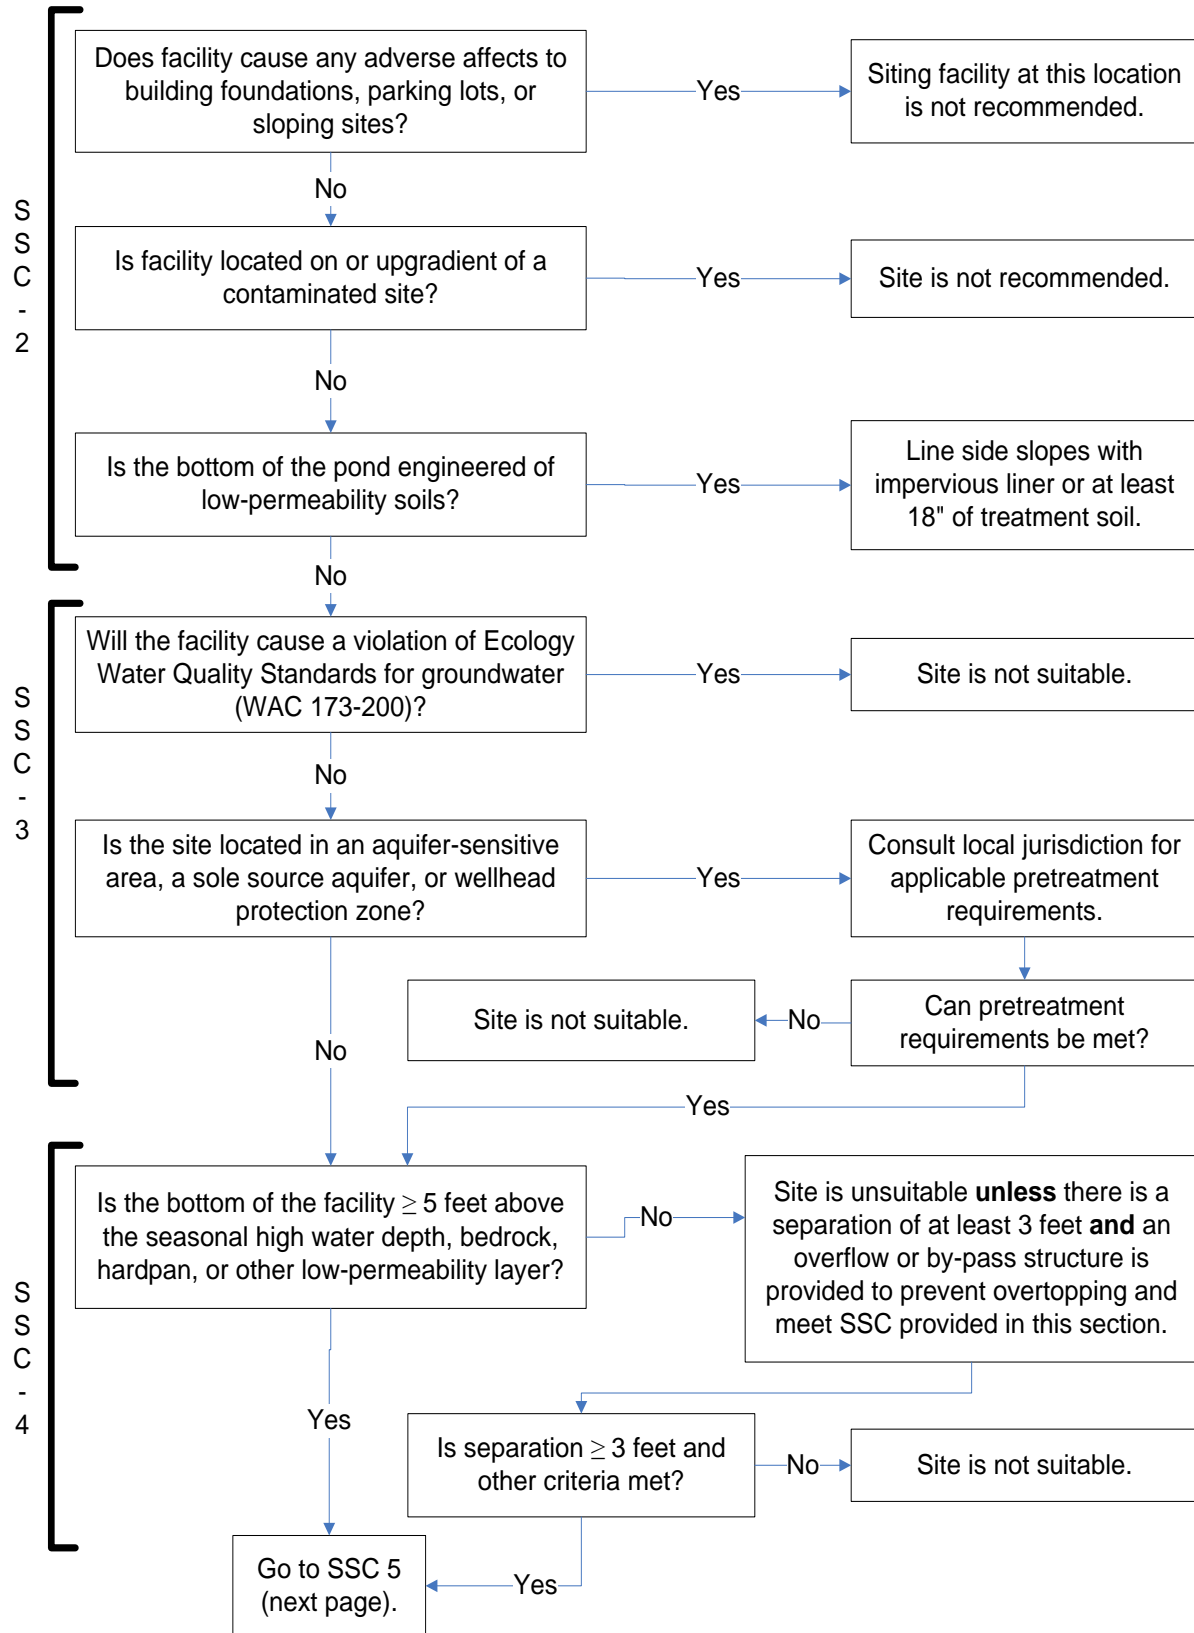 S
S
C
-
2
Does facility cause any adverse affects to
building foundations, parking lots, or
sloping sites?
Yes
Siting facility at this location
is not recommended.
No
Is facility located on or upgradient of a
contaminated site?
Yes
Site is not recommended.
No
Is the bottom of the pond engineered of
low-permeability soils?
Yes
Line side slopes with
impervious liner or at least
18" of treatment soil.
No
S
S
C
-
3
Will the facility cause a violation of Ecology
Water Quality Standards for groundwater
(WAC 173-200)?
Yes
Site is not suitable.
No
Is the site located in an aquifer-sensitive
area, a sole source aquifer, or wellhead
protection zone?
Yes
Consult local jurisdiction for
applicable pretreatment
requirements.
Can pretreatment
requirements be met?
No
Site is not suitable.
No
Yes
S
S
C
-
4
Is the bottom of the facility ≥ 5 feet above
the seasonal high water depth, bedrock,
hardpan, or other low-permeability layer?
No
Site is unsuitable unless there is a
separation of at least 3 feet and an
overflow or by-pass structure is
provided to prevent overtopping and
meet SSC provided in this section.
Yes
Is separation ≥ 3 feet and
other criteria met?
No
Site is not suitable.
Yes
Go to SSC 5
(next page).